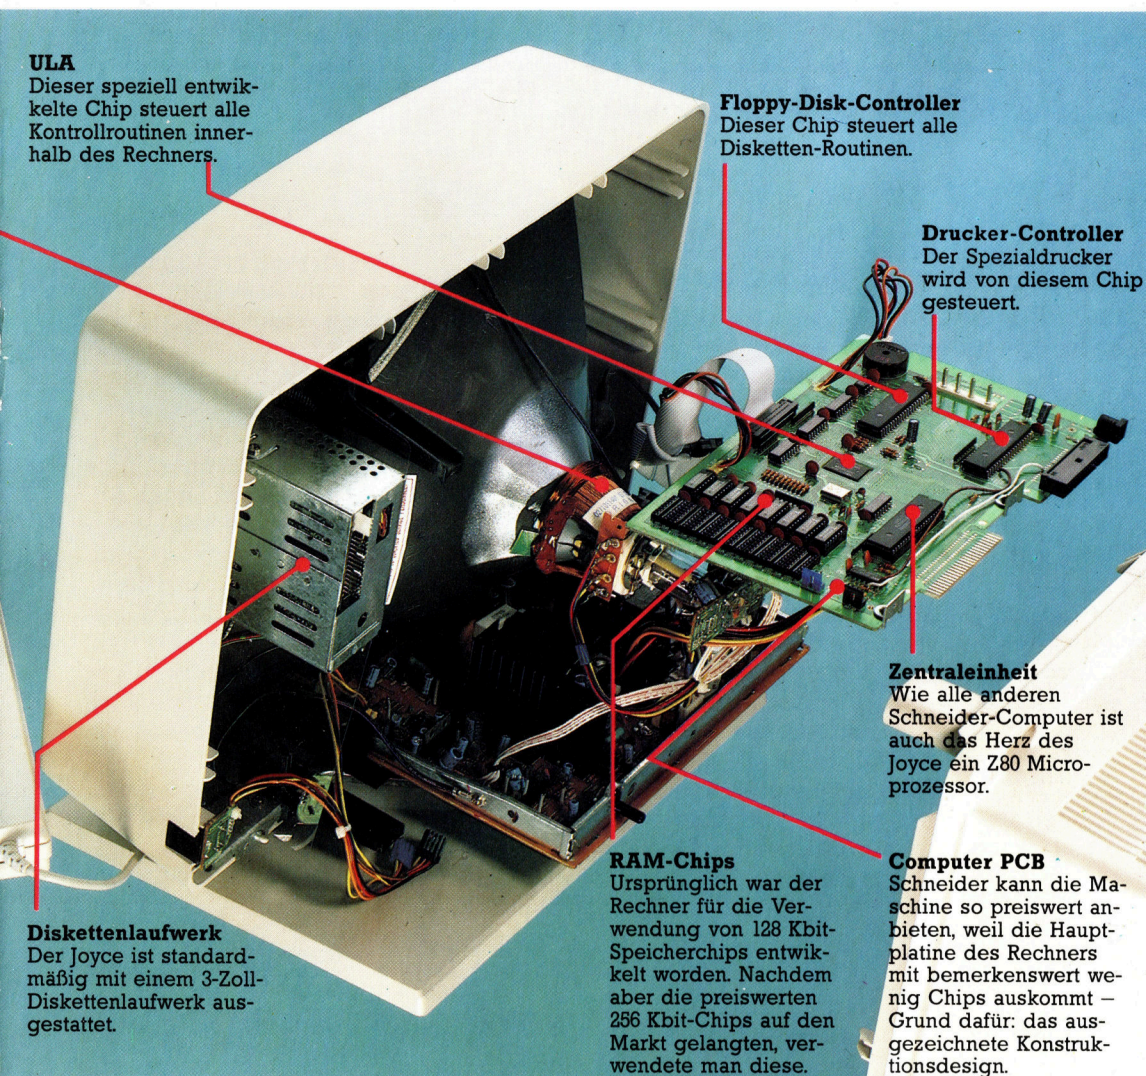 ULA
Dieser speziell entwik-
kelte Chip steuert alle
Kontrollroutinen inner-
halb des Rechners.
Floppy-Disk-Controller
Dieser Chip steuert alle
Disketten-Routinen.
Drucker-Controller
Der Spezialdrucker
wird von diesem Chip
gesteuert.
Zentraleinheit
Wie alle anderen
Schneider-Computer ist
auch das Herz des
Joyce ein Z80 Micro-
prozessor.
Diskettenlaufwerk
Der Joyce ist standard-
mäßig mit einem 3-Zoll-
Diskettenlaufwerk aus-
gestattet.
RAM-Chips
Ursprünglich war der
Rechner für die Ver-
wendung von 128 Kbit-
Speicherchips entwik-
kelt worden. Nachdem
aber die preiswerten
256 Kbit-Chips auf den
Markt gelangten, ver-
wendete man diese.
Computer PCB
Schneider kann die Ma-
schine so preiswert an-
bieten, weil die Haupt-
platine des Rechners
mit bemerkenswert we-
nig Chips auskommt –
Grund dafür: das aus-
gezeichnete Konstruk-
tionsdesign.